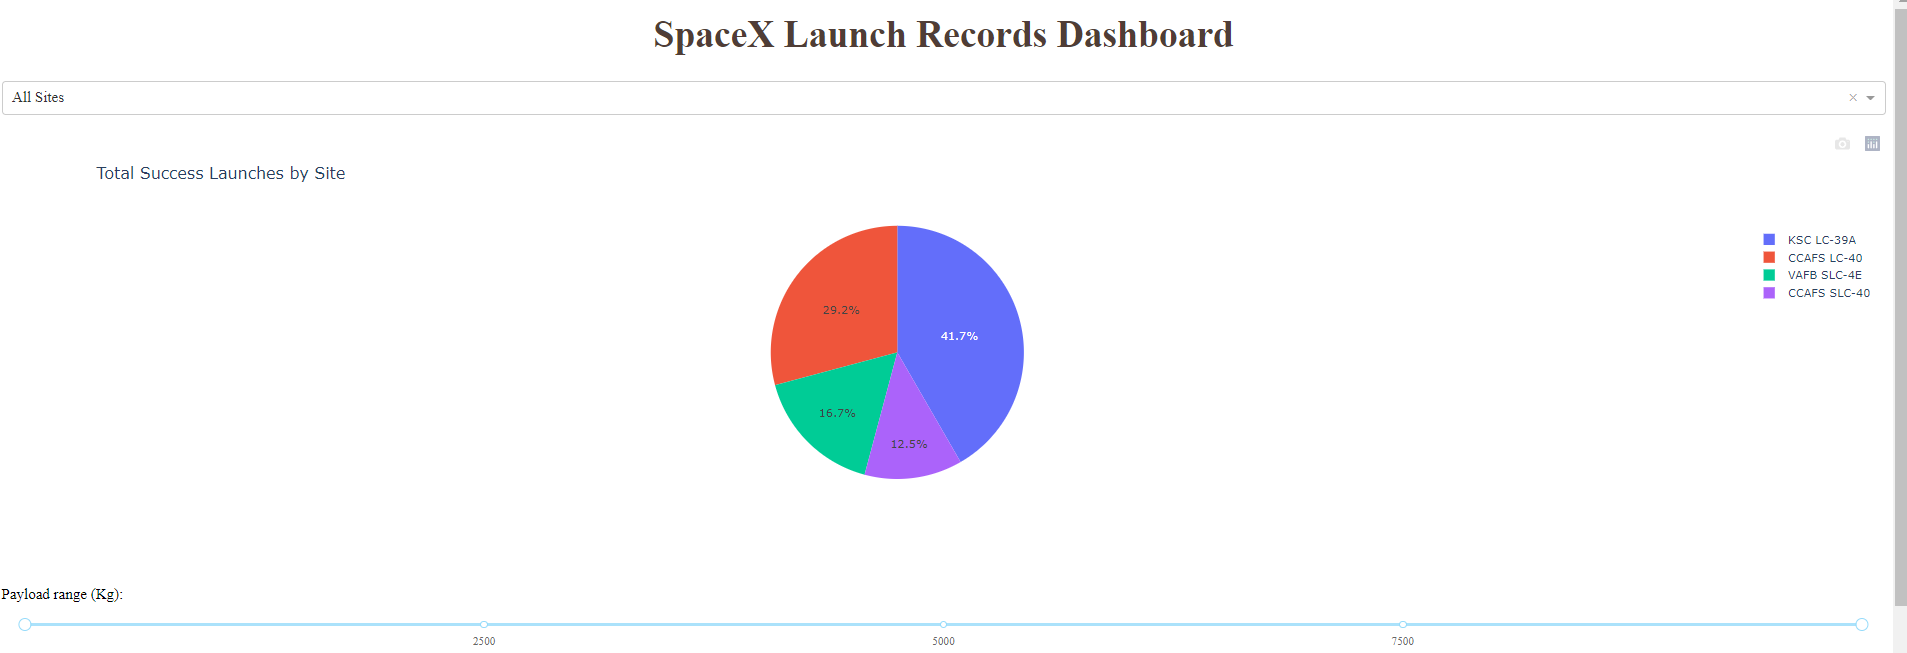 SpaceX Launch Records Dashboard
All Sites
×
Total Success Launches by Site
KSC LC-39A
CCAFS LC-40
VAFB SLC-4E
CCAFS SLC-40
29.2%
41.7%
16.7%
12.5%
Payload range (Kg):
2500 5000 7500